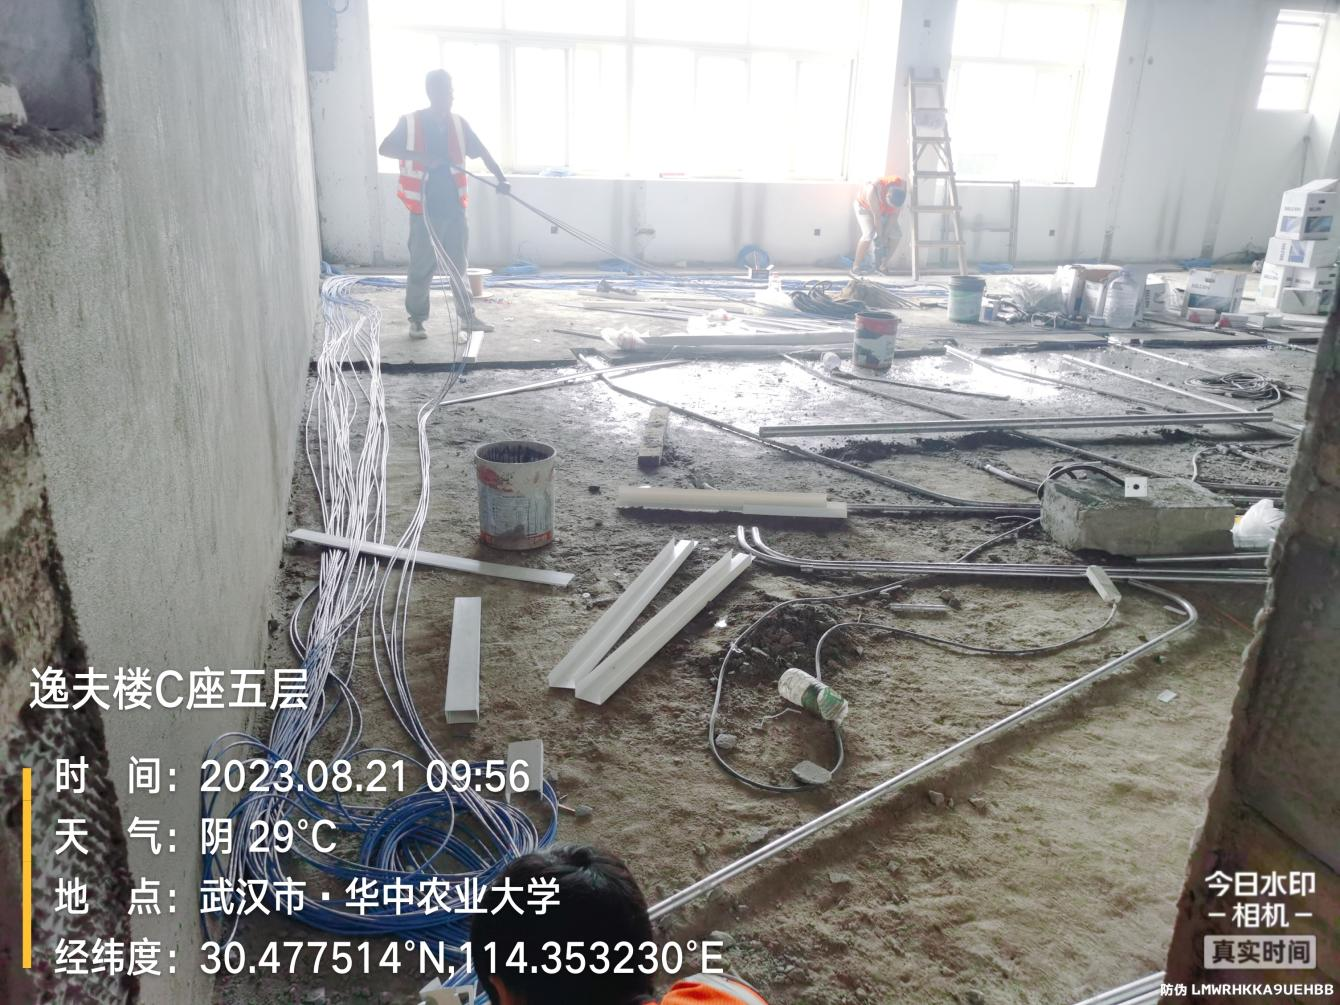 逸夫楼C座五层
时 间：2023.08.21 09:56
天 气：阴 29°C
地 点：武汉市·华中农业大学
经纬度：30.477514°N,114.353230°E
今日水印
相机
真实时间
防伪 LMWRHKKA9UEHBB